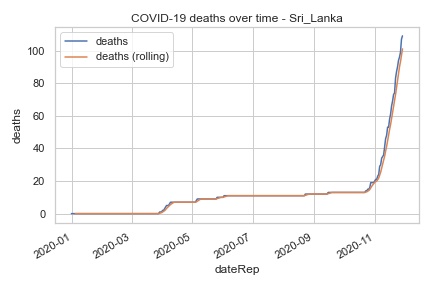 COVID-19 deaths over time - Sri_Lanka
deaths
deaths (rolling)
100
80
60
40
20
0
deaths
2020-01
2020-03
2020-05
2020-07
2020-09
2020-11
dateRep